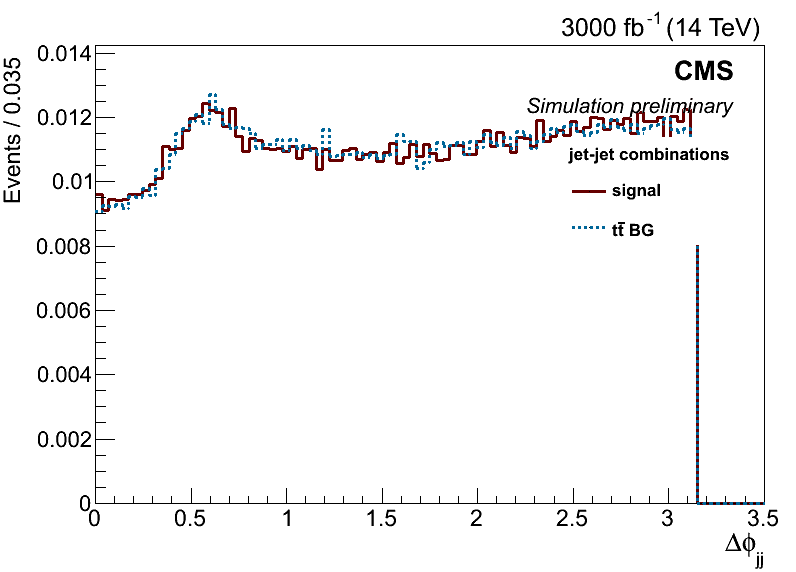 3000 fb⁻¹ (14 TeV)
Events / 0.035
0.014
CMS
Simulation preliminary
0.012
jet-jet combinations
0.01
signal
tt̄ BG
0.008
0.006
0.004
0.002
0
0 0.5 1 1.5 2 2.5 3 3.5
Δϕjj